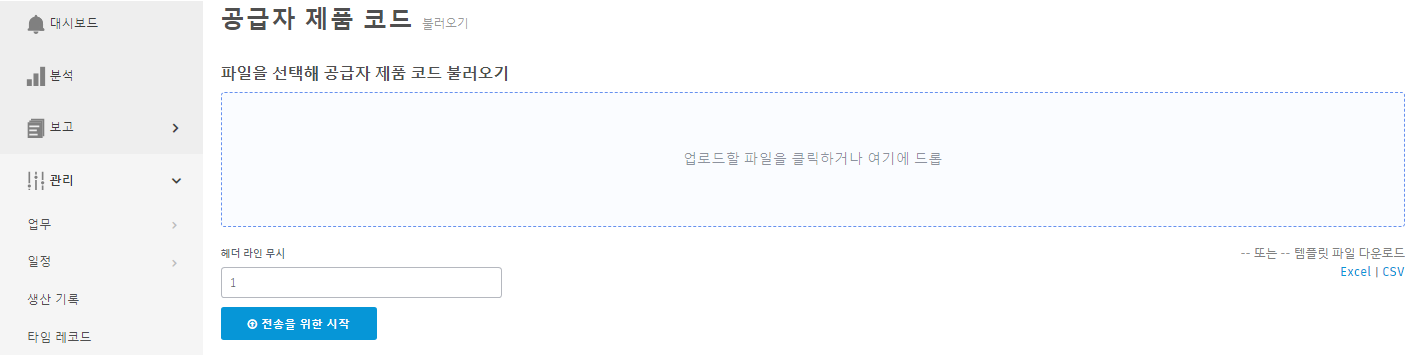 대시보드
분석
보고
관리
업무
일정
생산 기록
타임 레코드
공급자 제품 코드 불러오기
파일을 선택해 공급자 제품 코드 불러오기
업로드할 파일을 클릭하거나 여기에 드롭
헤더 라인 무시
1
전송을 위한 시작
-- 또는 -- 템플릿 파일 다운로드
Excel | CSV